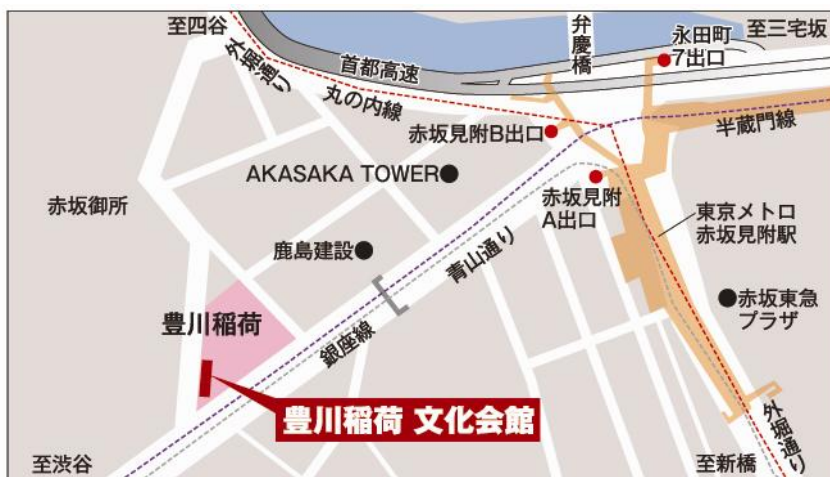 至四谷
外堀通り
首都高速
弁慶橋
永田町
7出口
至三宅坂
丸の内線
赤坂見附B出口
半蔵門線
AKASAKA TOWER
赤坂見附
A出口
赤坂御所
東京メトロ
赤坂見附駅
鹿島建設
青山通り
赤坂東急
プラザ
豊川稲荷
銀座線
豊川稲荷 文化会館
外堀通り
至渋谷
至新橋